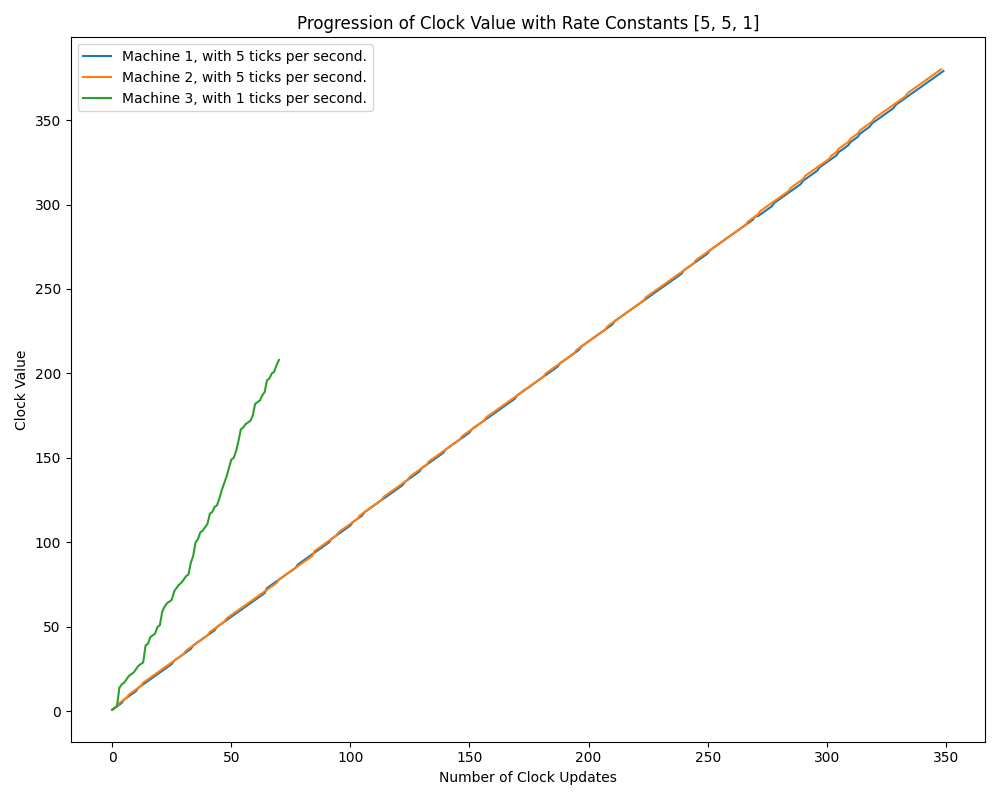 Progression of Clock Value with Rate Constants [5, 5, 1]
Machine 1, with 5 ticks per second.
Machine 2, with 5 ticks per second.
Machine 3, with 1 ticks per second.
350
300
250
200
150
100
50
0
Clock Value
0 50 100 150 200 250 300 350
Number of Clock Updates